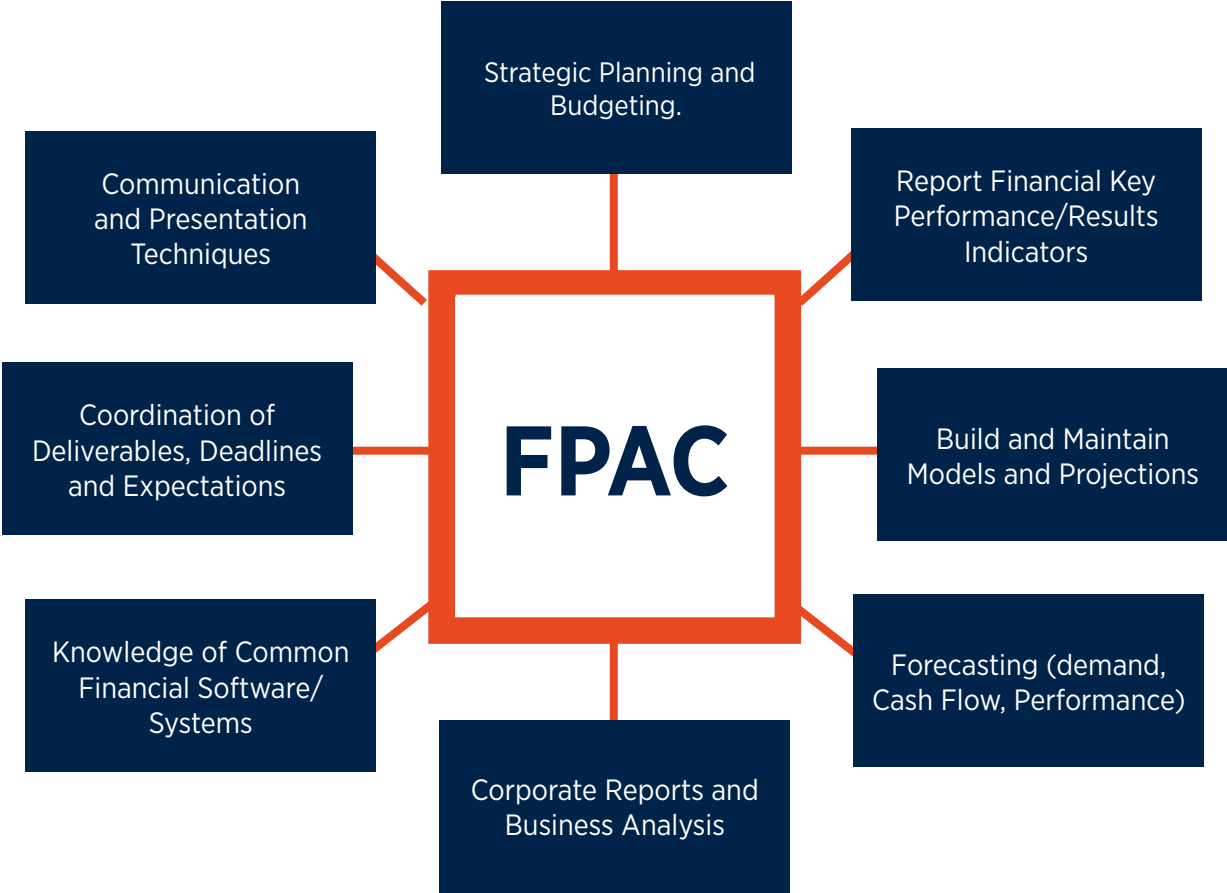 Strategic Planning and
Budgeting.
Communication
and Presentation
Techniques
Report Financial Key
Performance/Results
Indicators
Coordination of
Deliverables, Deadlines
and Expectations
FPAC
Build and Maintain
Models and Projections
Knowledge of Common
Financial Software/
Systems
Forecasting (demand,
Cash Flow, Performance)
Corporate Reports and
Business Analysis